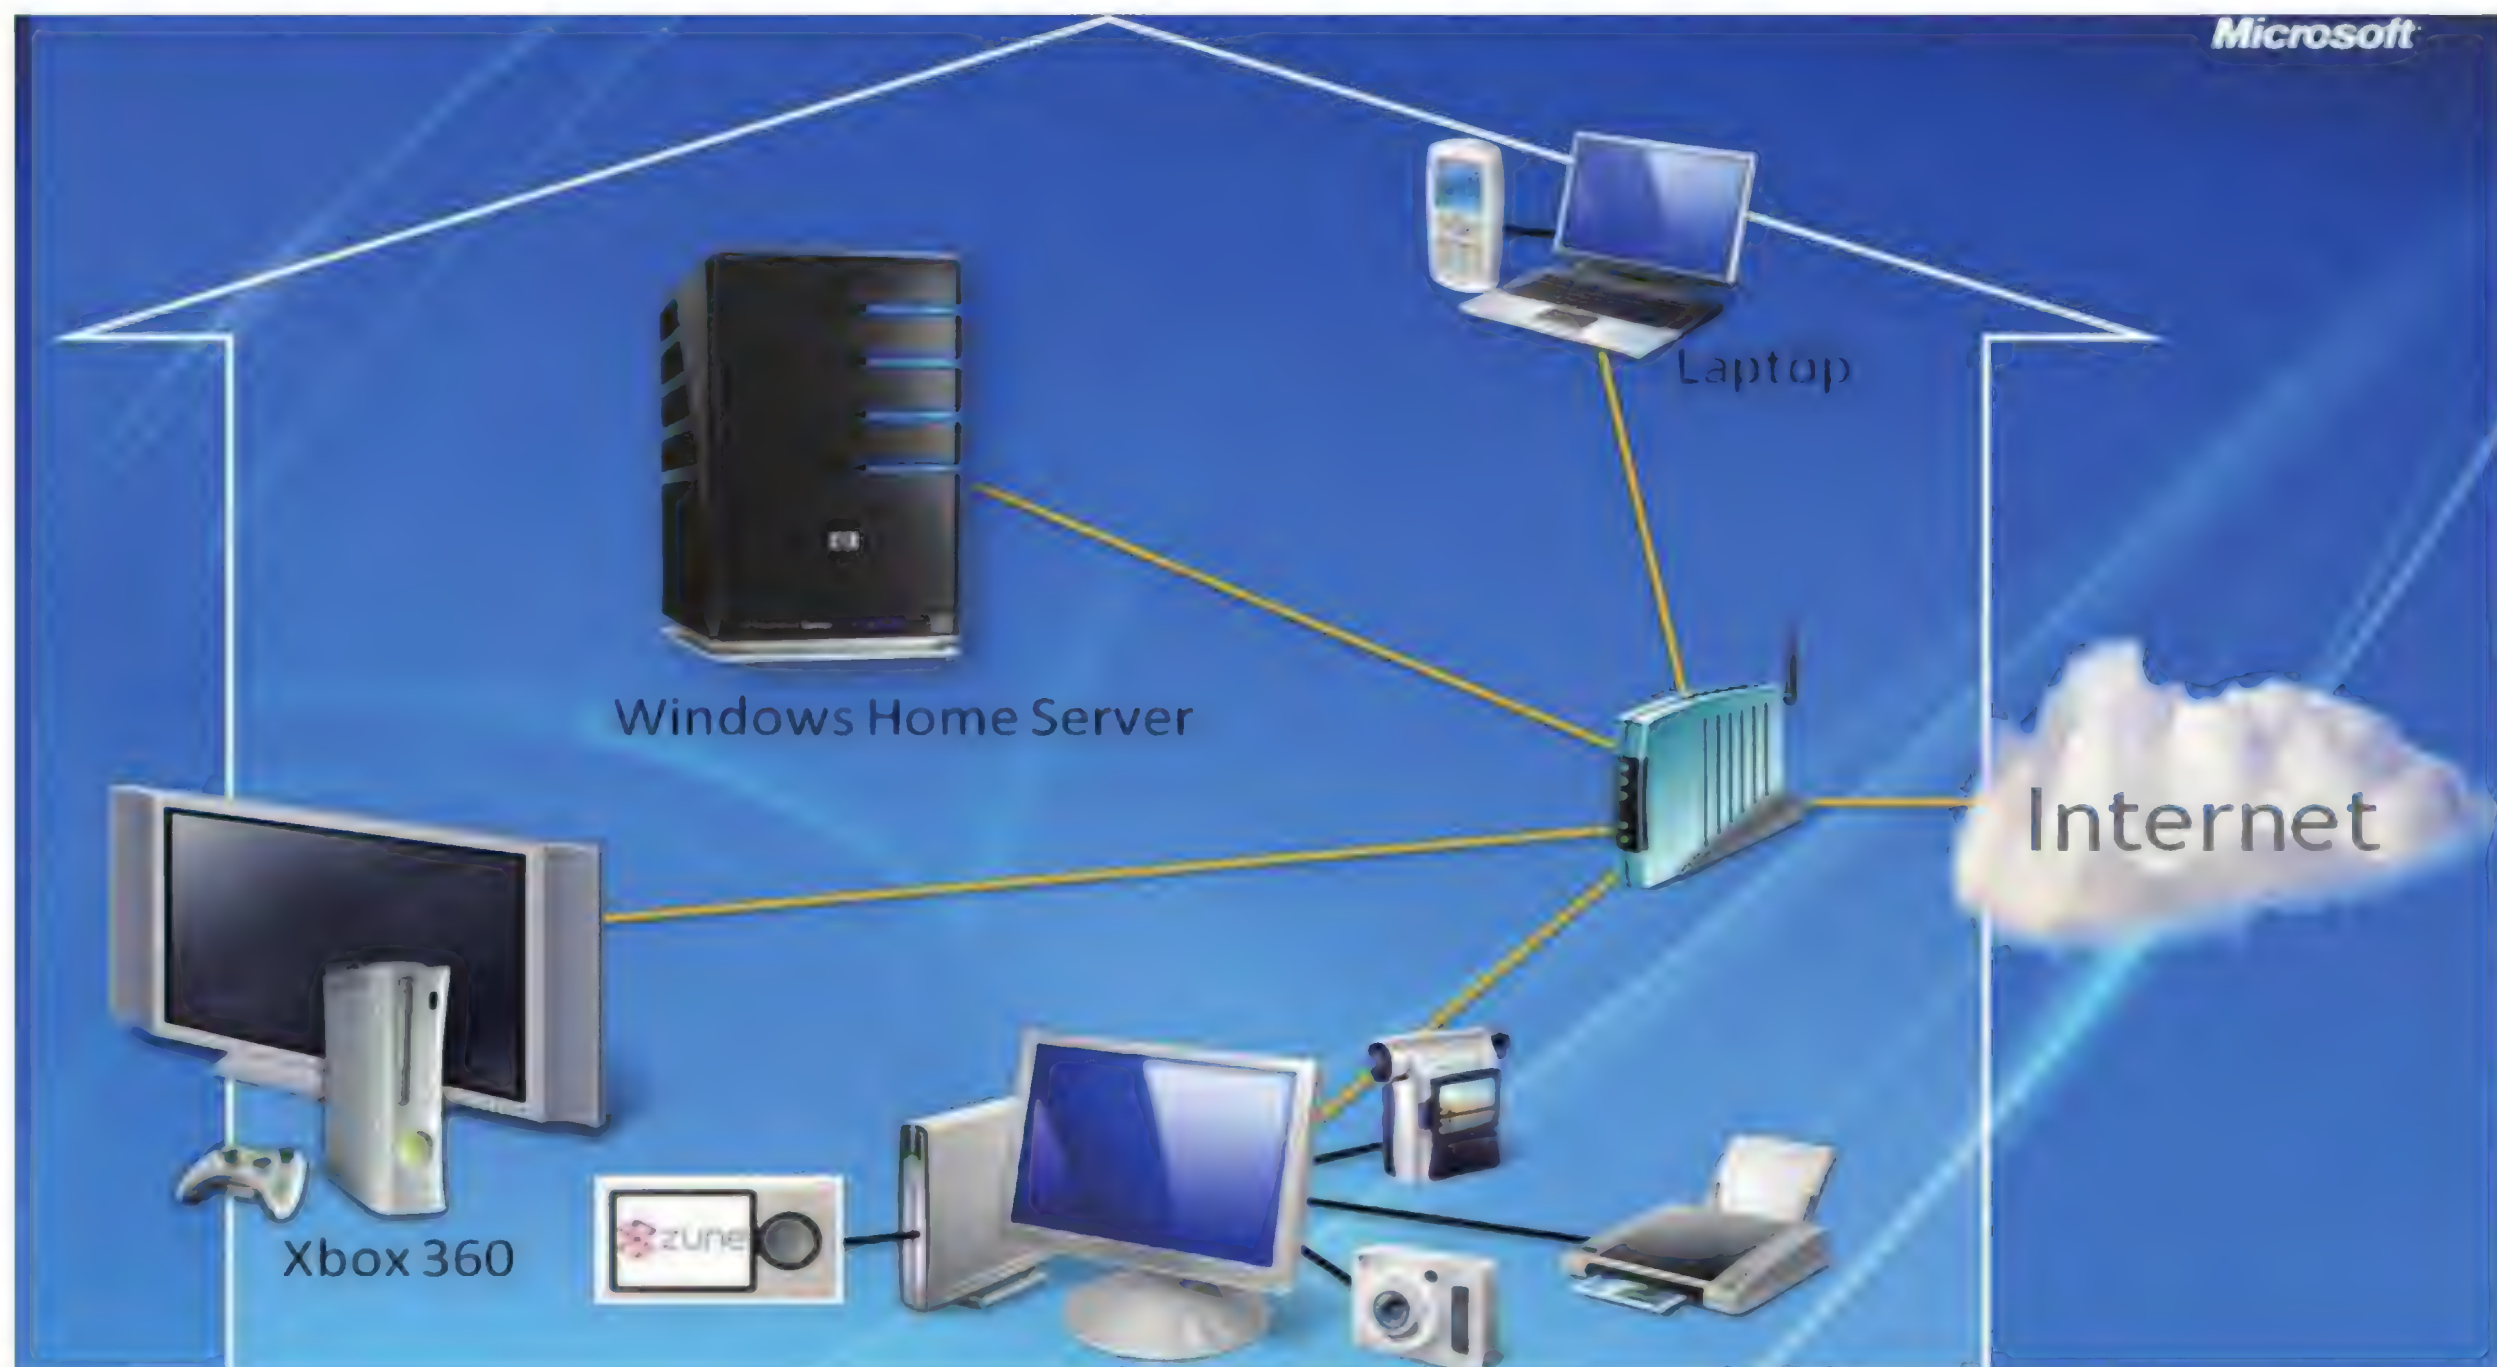 Microsoft
Laptop
Windows Home Server
Internet
zune
Xbox 360